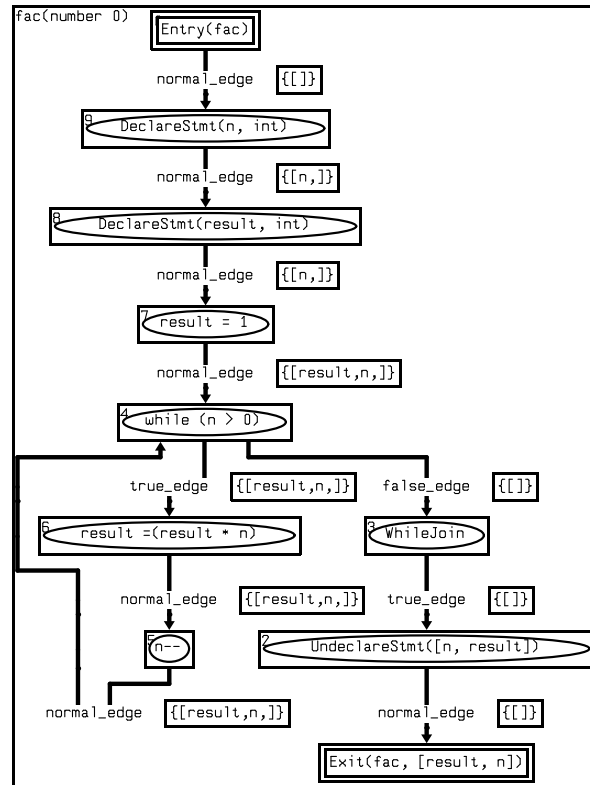 fac(number 0)
Entry(fac)
normal_edge {[]}
9
DeclareStmt(n, int)
normal_edge {[n,]}
8
DeclareStmt(result, int)
normal_edge {[n,]}
7
result = 1
normal_edge {[result,n,]}
4
while (n > 0)
true_edge {[result,n,]} false_edge {[]}
6
result =(result * n)
3
WhileJoin
normal_edge {[result,n,]} true_edge {[]}
5
n--
2
UndeclareStmt([n, result])
normal_edge {[result,n,]} normal_edge {[]}
Exit(fac, [result, n])